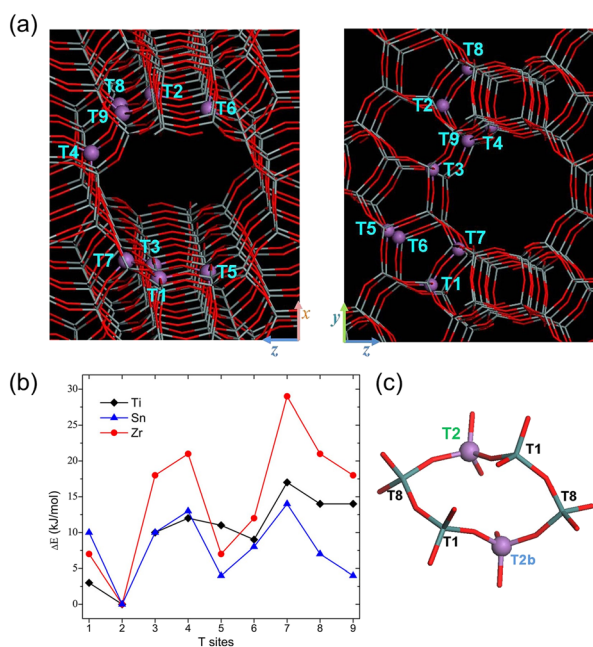 (a)
T8
T2
T9
T6
T4
T3
T7
T1
T5
x
z
T8
T2
T9
T4
T3
T5
T6
T7
T1
y
z
(b)
30
25
20
15
10
5
0
ΔE (kJ/mol)
Ti
Sn
Zr
1 2 3 4 5 6 7 8 9
T sites
(c)
T2
T1
T8
T8
T1
T2b